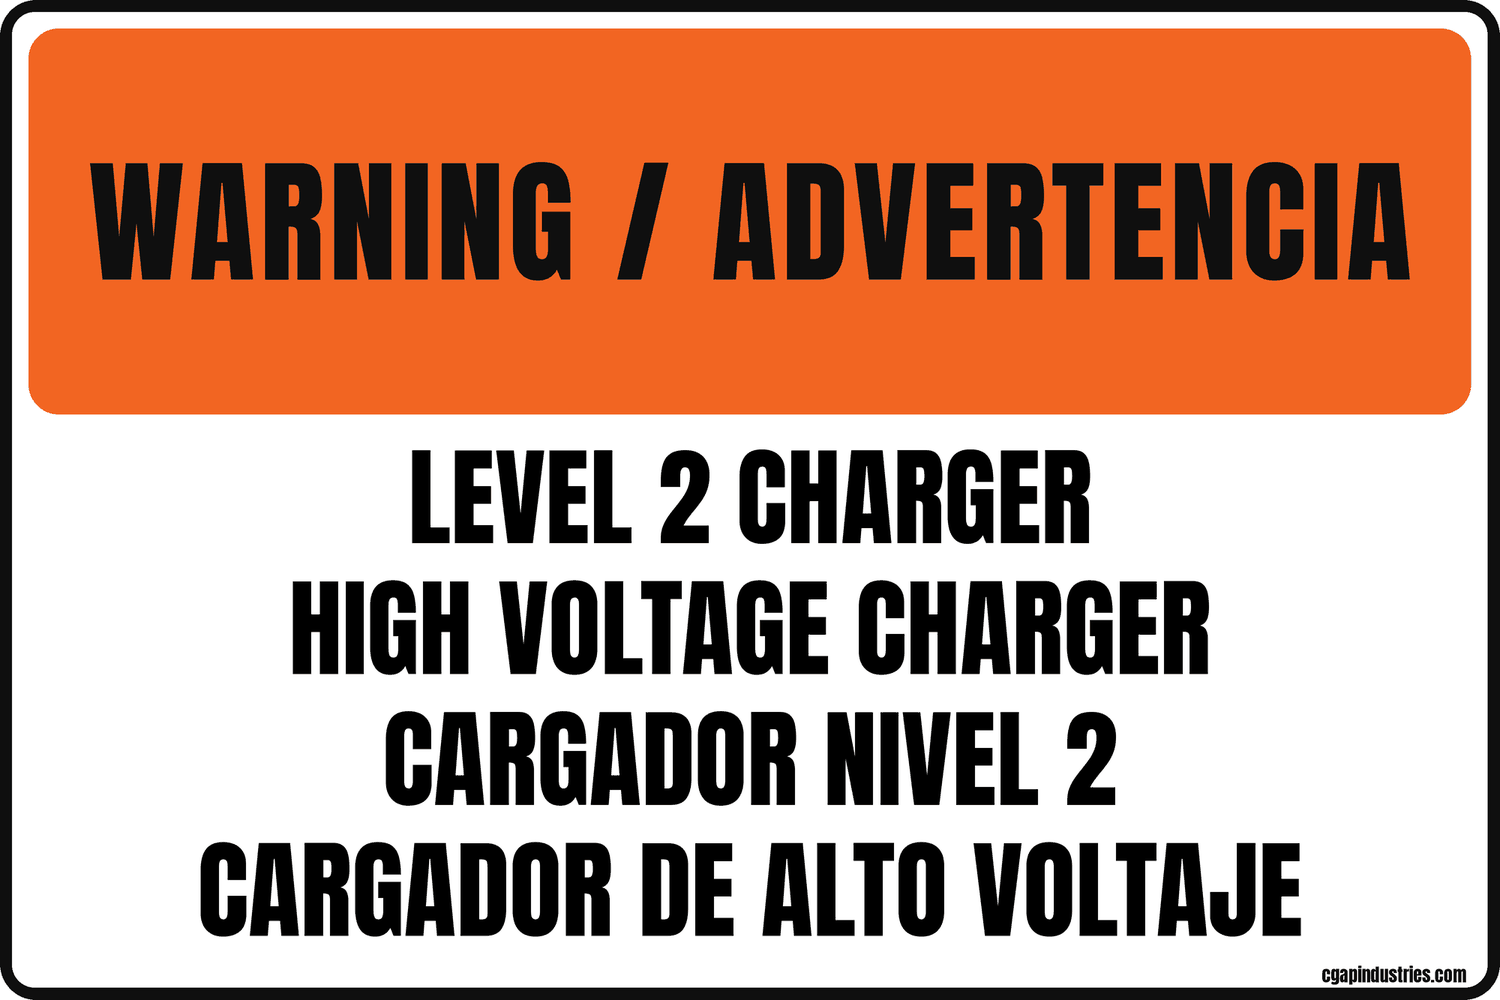 WARNING / ADVERTENCIA
LEVEL 2 CHARGER
HIGH VOLTAGE CHARGER
CARGADOR NIVEL 2
CARGADOR DE ALTO VOLTAJE
cgapindustries.com